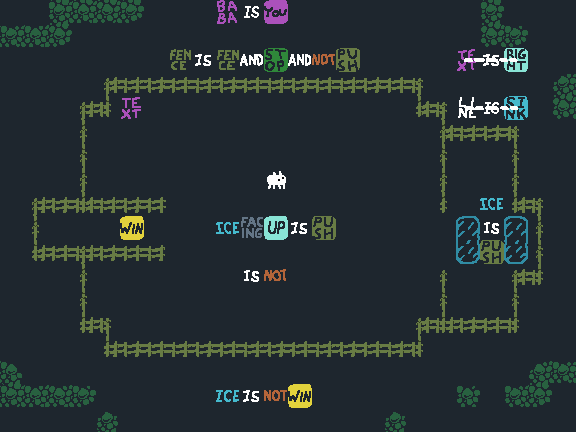 BABA IS YOU
FENCE IS FENCE AND STOP AND NOT PUSH
TEXT IS RIGHT
TEXT
LINE IS SINK
ICE
WIN
ICE FACING UP IS PUSH
IS
PUSH
IS NOT
ICE IS NOT WIN